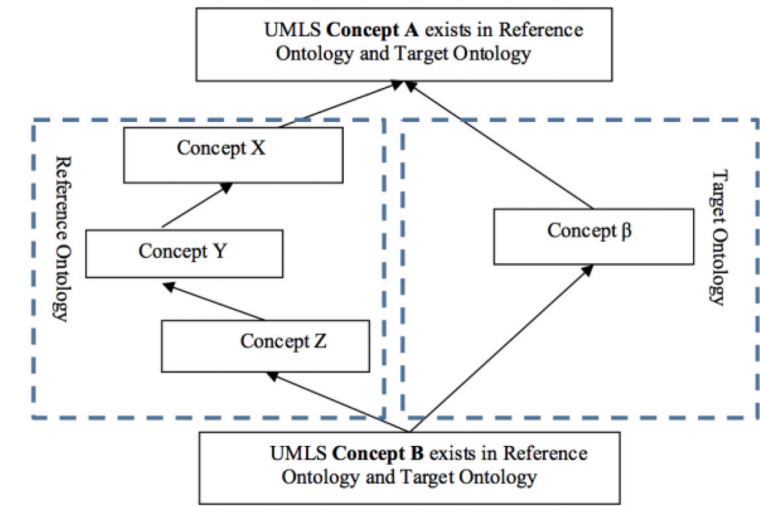 UMLS Concept A exists in Reference
Ontology and Target Ontology
Concept X
Reference Ontology
Concept Y
Concept Z
Concept β
Target Ontology
UMLS Concept B exists in Reference
Ontology and Target Ontology